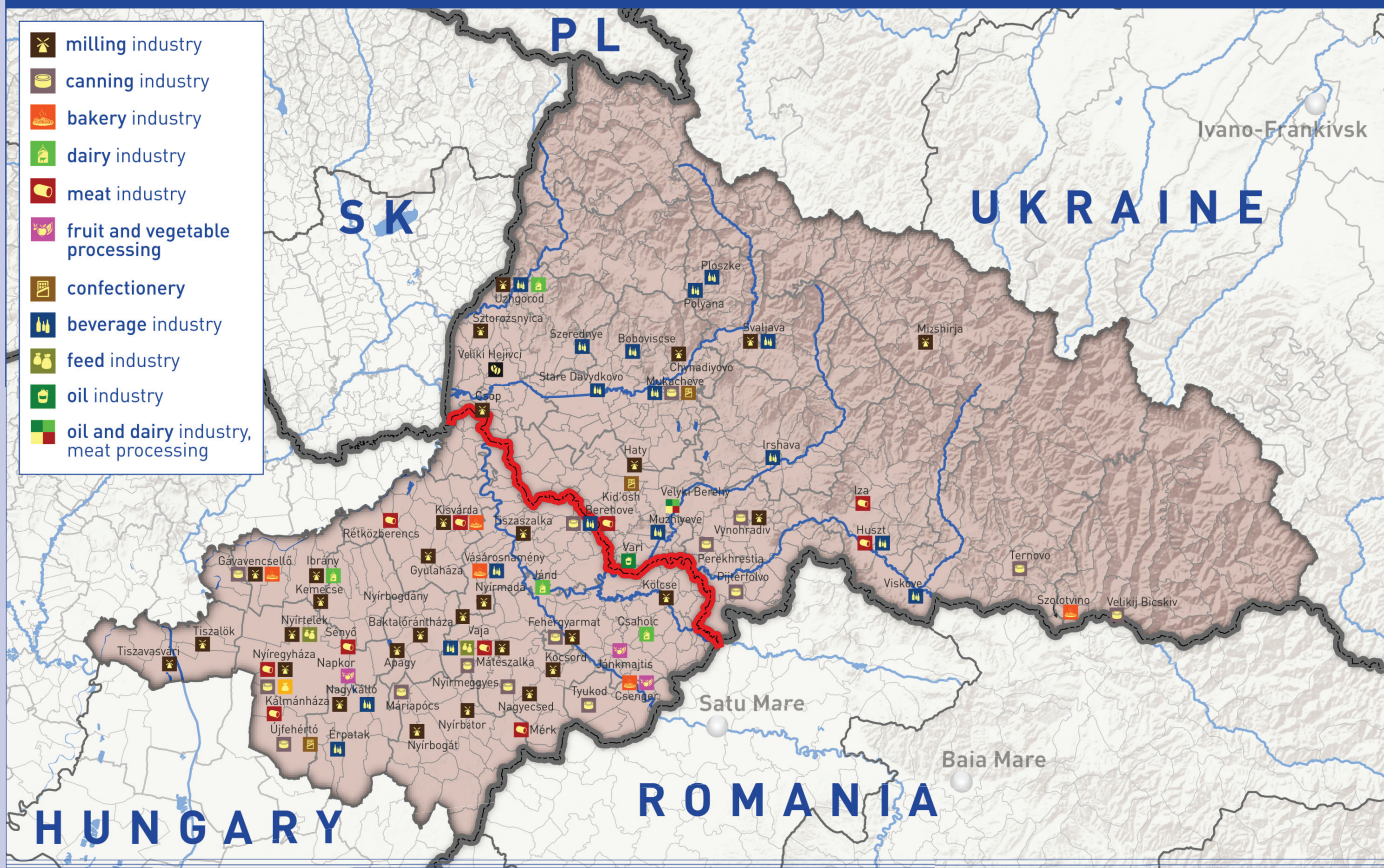 milling industry
canning industry
bakery industry
dairy industry
meat industry
fruit and vegetable
processing
confectionery
beverage industry
feed industry
oil industry
oil and dairy industry,
meat processing
PL
SK
UKRAINE
HUNGARY
ROMANIA
Ivano-Frankivsk
Satu Mare
Baia Mare
Ploszke
Uzhgorod
Polyana
Sztorozsnyica
Szerednye
Boboviscse
Svaljava
Mizshirja
Veliki Hejivci
Chynadiyovo
Stare Davydkovo
Mukacheve
Csop
Irshava
Haty
Kid'osh
Velyki Berehy
Iza
Berehove
Muzhiyeve
Vynohradiv
Huszt
Kisvárda
Tiszaszalka
Rétközberencs
Vari
Perekhrestia
Ternovo
Gávavencsellő
Ibrány
Gyulaháza
Vásárosnamény
Jánd
Dijterfolvo
Kölcse
Viskove
Szolotvino
Velikij Bicskiv
Kemecse
Nyírbogdány
Nyírmada
Nyírtelek
Sényő
Baktalórántháza
Vaja
Fehérgyarmat
Csaholc
Tiszalök
Tiszavasvári
Nyíregyháza
Napkor
Apagy
Mátészalka
Kocsord
Jánkmajtis
Nyírmeggyes
Kálmánháza
Nagykálló
Máriapócs
Nagyecsed
Tyukod
Csenger
Nyírbátor
Újfehértó
Érpatak
Nyírbogát
Mérk